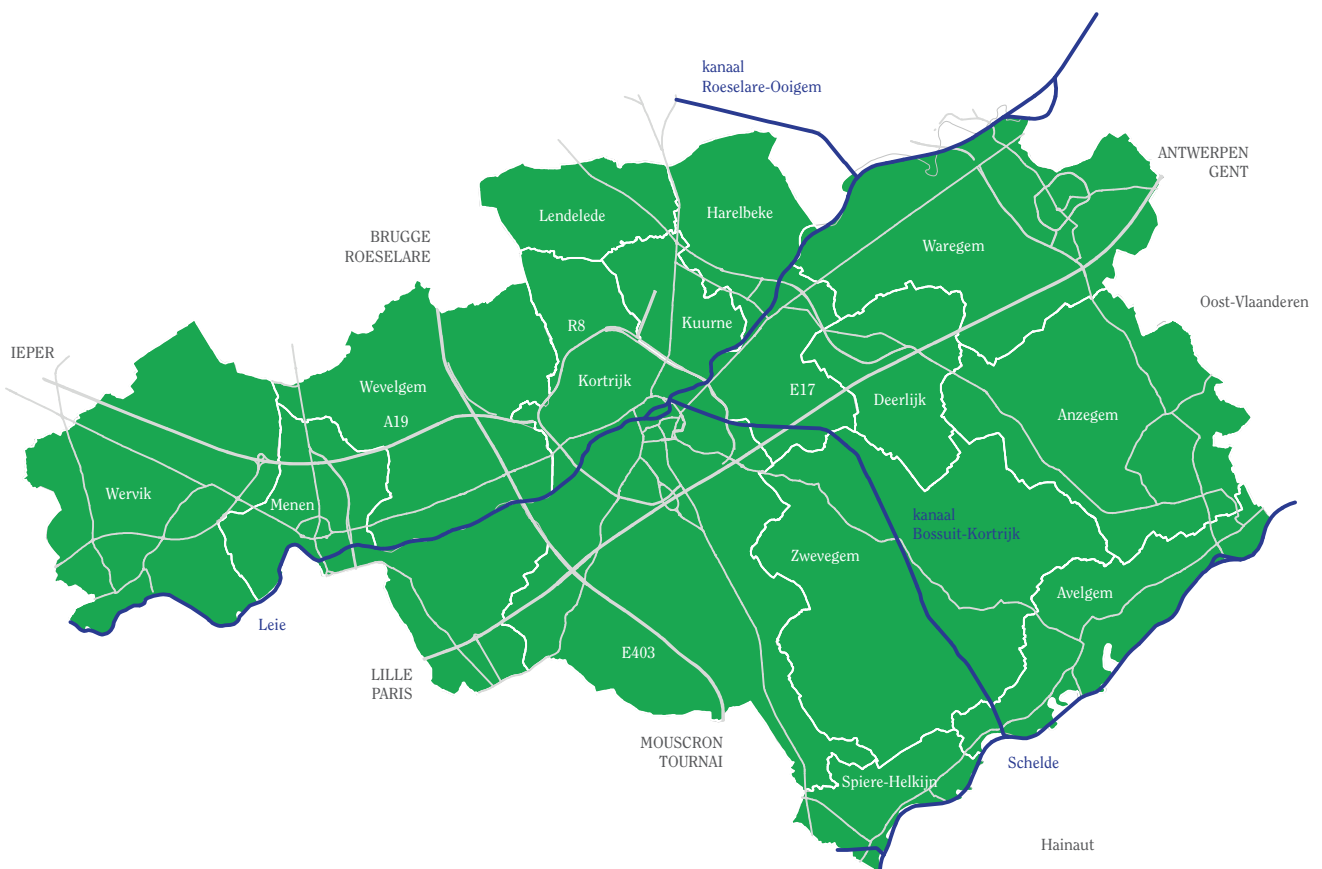 kanaal
Roeselare-Ooigem
ANTWERPEN
GENT
Lendelede
Harelbeke
BRUGGE
ROESELARE
Waregem
Oost-Vlaanderen
R8
Kuurne
IEPER
Wevelgem
Kortrijk
E17
Deerlijk
A19
Anzegem
Wervik
Menen
kanaal
Bossuit-Kortrijk
Zwevegem
Avelgem
Leie
E403
LILLE
PARIS
MOUSCRON
TOURNAI
Schelde
Spiere-Helkijn
Hainaut